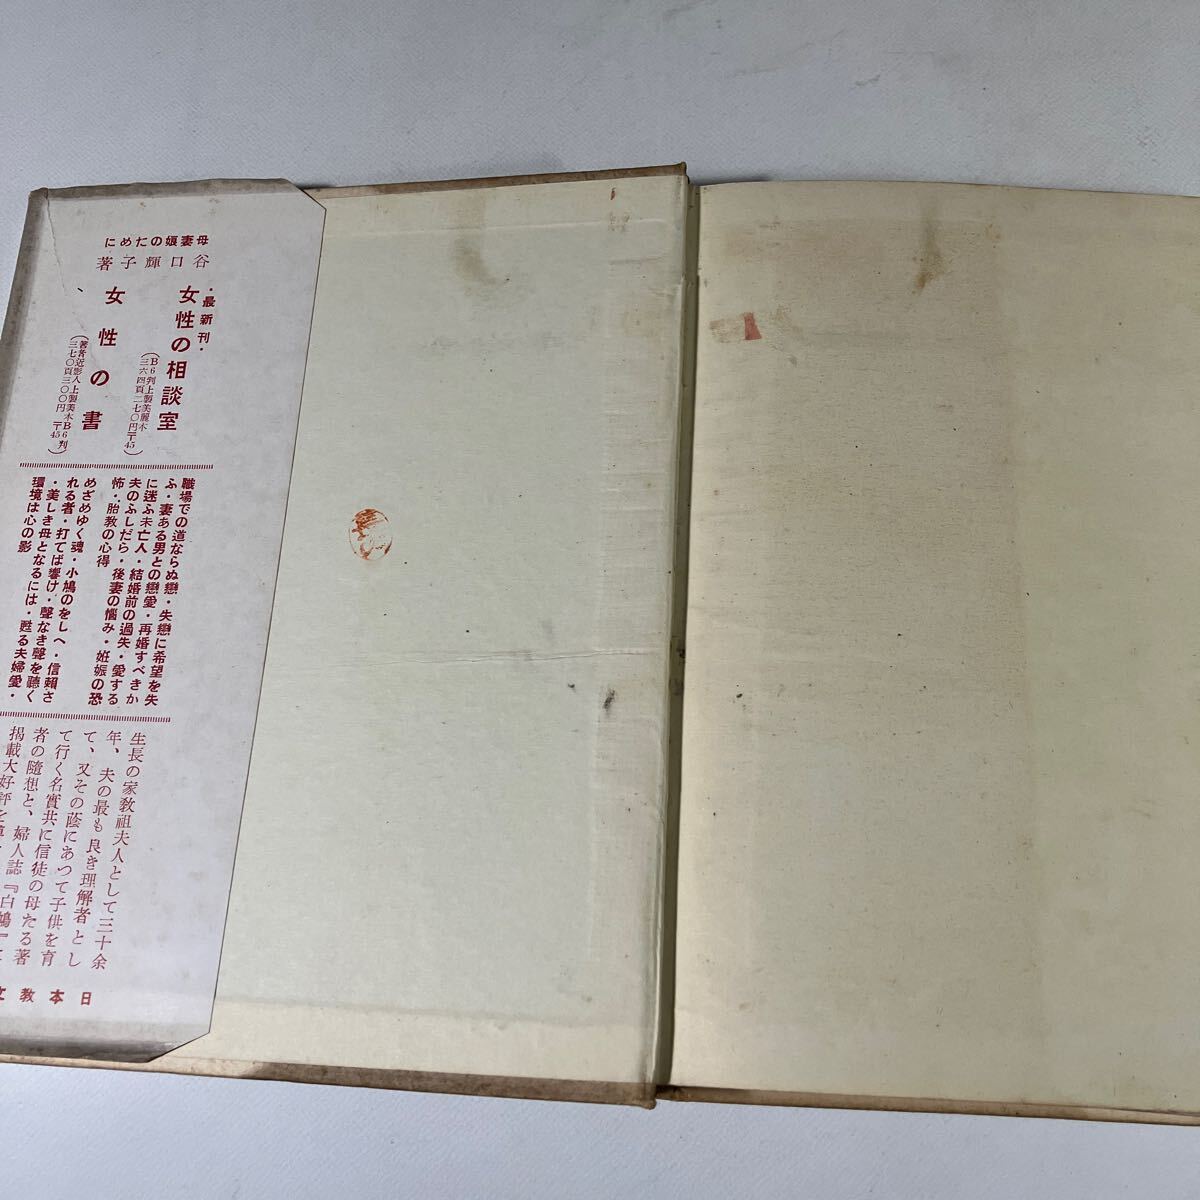 母妻娘のために
谷口輝子著
・最新刊・
女性の相談室
(B6判上製美麗本
三六四頁二七〇円〒45)
女性の書
(著者近影入上製美本B6判
三七〇頁三〇〇円 〒45)
職場での道ならぬ戀・失戀に希望を失
ふ・妻ある男との戀愛・再婚すべきか
に迷ふ未亡人・結婚前の過失・愛する
夫のふしだら・後妻の惱み・姙娠の恐
怖・胎教の心得
めざめゆく魂・小鳩のをしへ・信賴さ
れる者・打てば響け・聲なき聲を聽く
・美しき母となるには・甦る夫婦愛・
環境は心の影
生長の家教祖夫人として三十余
年、夫の最も良き理解者とし
て、又その蔭にあつて子供を育
て行く名實共に信徒の母たる著
者の隨想と、婦人誌『白鳩』に
掲載大好評を
日本教文